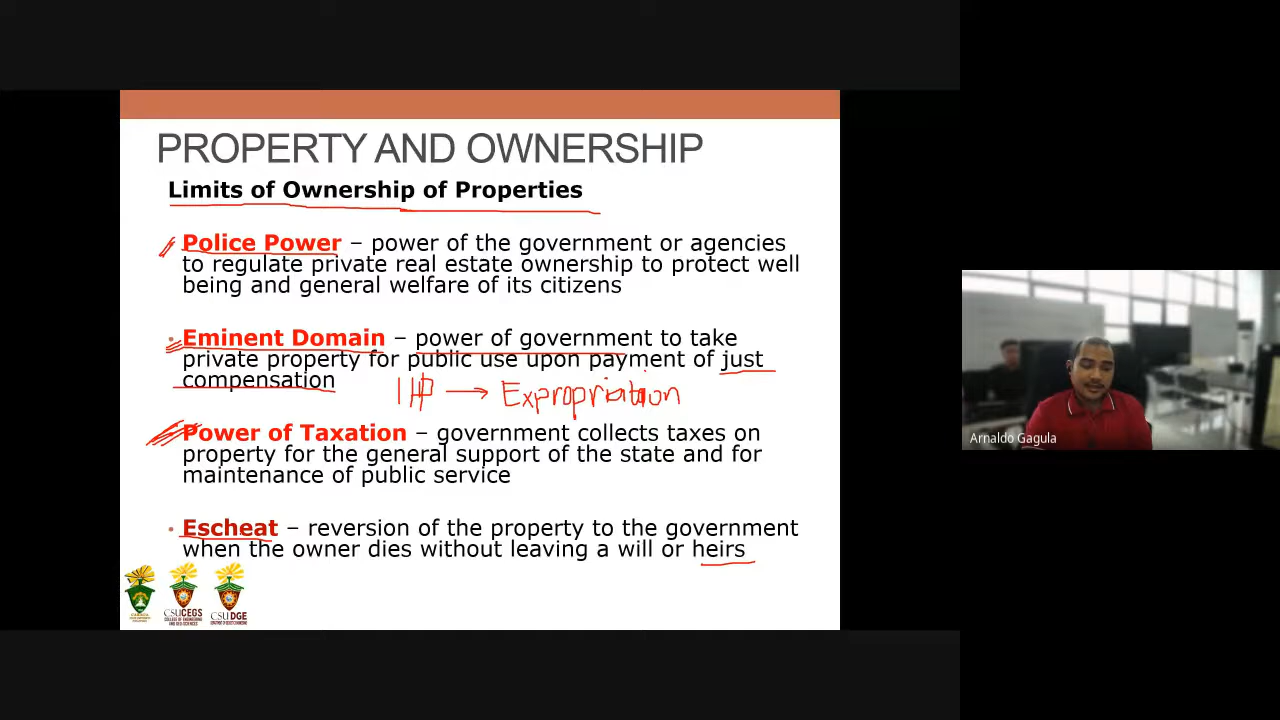 PROPERTY AND OWNERSHIP
Limits of Ownership of Properties
Police Power – power of the government or agencies
to regulate private real estate ownership to protect well
being and general welfare of its citizens
• Eminent Domain – power of government to take
private property for public use upon payment of just
compensation
→ Expropriation
Power of Taxation – government collects taxes on
property for the general support of the state and for
maintenance of public service
• Escheat – reversion of the property to the government
when the owner dies without leaving a will or heirs
CSUCEGS
CSU DGE
Arnaldo Gagula